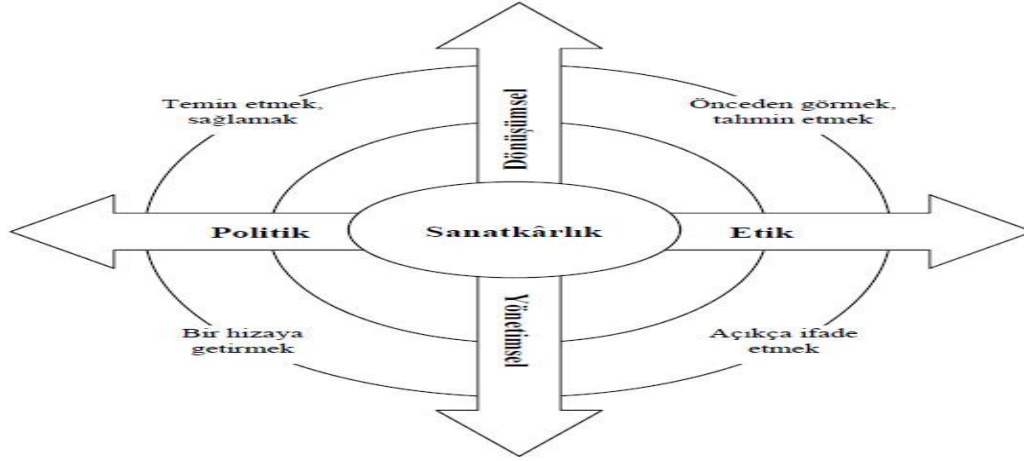 Dönüşümsel
Temin etmek,
sağlamak
Önceden görmek,
tahmin etmek
Politik
Sanatkârlık
Etik
Yönetimsel
Bir hizaya
getirmek
Açıkça ifade
etmek